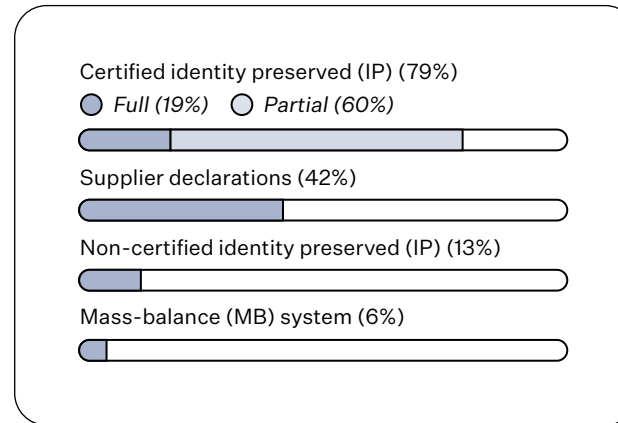 Certified identity preserved (IP) (79%)
Full (19%) Partial (60%)
Supplier declarations (42%)
Non-certified identity preserved (IP) (13%)
Mass-balance (MB) system (6%)